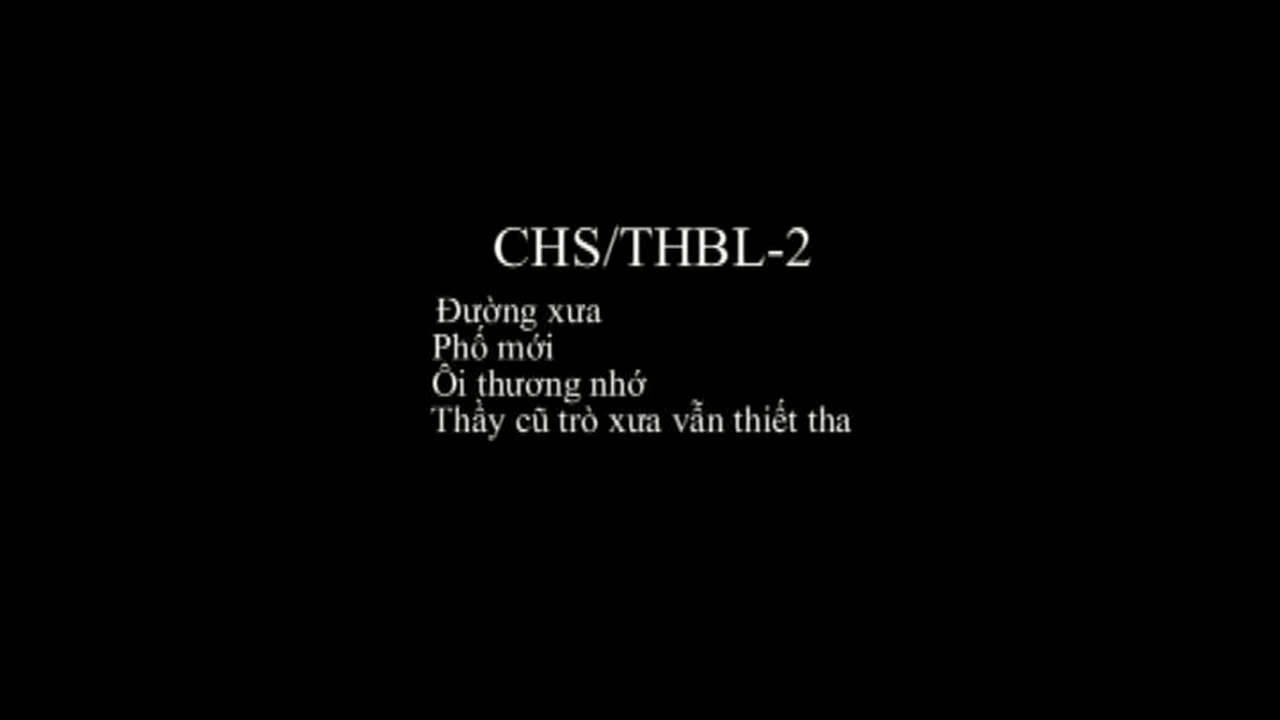 CHS/THBL-2
Đường xưa
Phố mới
Ôi thương nhớ
Thầy cũ trò xưa vẫn thiết tha